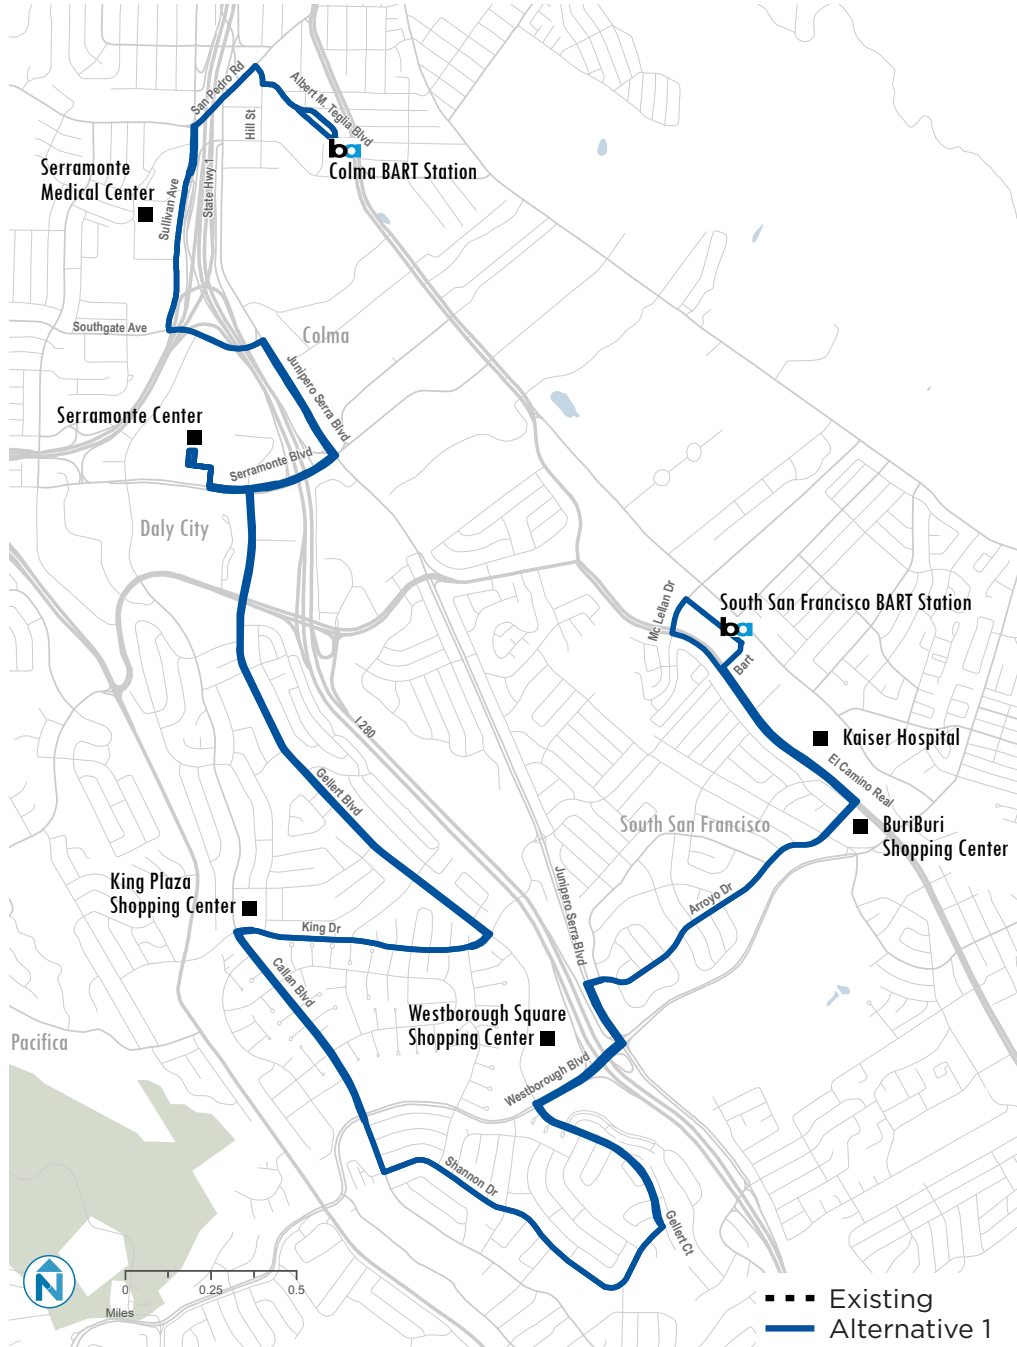 San Pedro Rd
Albert M. Teglia Blvd
Hill St
ba
Colma BART Station
Serramonte
Medical Center
Sullivan Ave
State Hwy 1
Southgate Ave
Colma
Junipero Serra Blvd
Serramonte Center
Serramonte Blvd
Daly City
Mc Lellan Dr
South San Francisco BART Station
ba
Bart
I 280
Kaiser Hospital
El Camino Real
Gellert Blvd
South San Francisco
BuriBuri
Shopping Center
King Plaza
Shopping Center
Junipero Serra Blvd
Arroyo Dr
King Dr
Callan Blvd
Westborough Square
Shopping Center
Pacifica
Westborough Blvd
Shannon Dr
Gellert Ct
N
0 0.25 0.5
Miles
Existing
Alternative 1